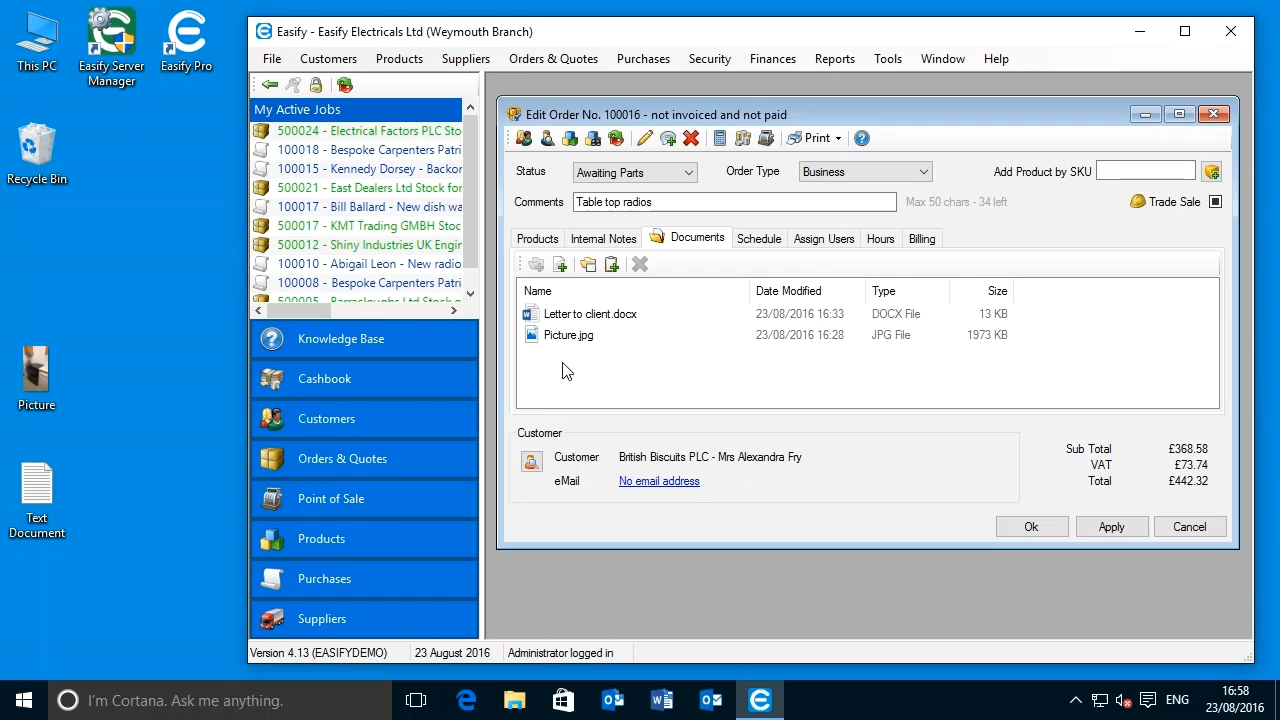 This PC
Easify Server
Manager
Easify Pro
Recycle Bin
Picture
Text
Document
Easify - Easify Electricals Ltd (Weymouth Branch)
File Customers Products Suppliers Orders & Quotes Purchases Security Finances Reports Tools Window Help
My Active Jobs
500024 - Electrical Factors PLC Sto
100018 - Bespoke Carpenters Patri
100015 - Kennedy Dorsey - Backor
500021 - East Dealers Ltd Stock for
100017 - Bill Ballard - New dish wa
500017 - KMT Trading GMBH Stoc
500012 - Shiny Industries UK Engin
100010 - Abigail Leon - New radio
100008 - Bespoke Carpenters Patri
500005 - Barracloughs Ltd Stock o
Knowledge Base
Cashbook
Customers
Orders & Quotes
Point of Sale
Products
Purchases
Suppliers
Edit Order No. 100016 - not invoiced and not paid
Print
Status Awaiting Parts Order Type Business Add Product by SKU
Comments Table top radios Max 50 chars - 34 left Trade Sale
Products Internal Notes Documents Schedule Assign Users Hours Billing
Name Date Modified Type Size
Letter to client.docx 23/08/2016 16:33 DOCX File 13 KB
Picture.jpg 23/08/2016 16:28 JPG File 1973 KB
Customer
Customer British Biscuits PLC - Mrs Alexandra Fry
eMail No email address
Sub Total £368.58
VAT £73.74
Total £442.32
Ok Apply Cancel
Version 4.13 (EASIFYDEMO) 23 August 2016 Administrator logged in
I'm Cortana. Ask me anything.
ENG
16:58
23/08/2016